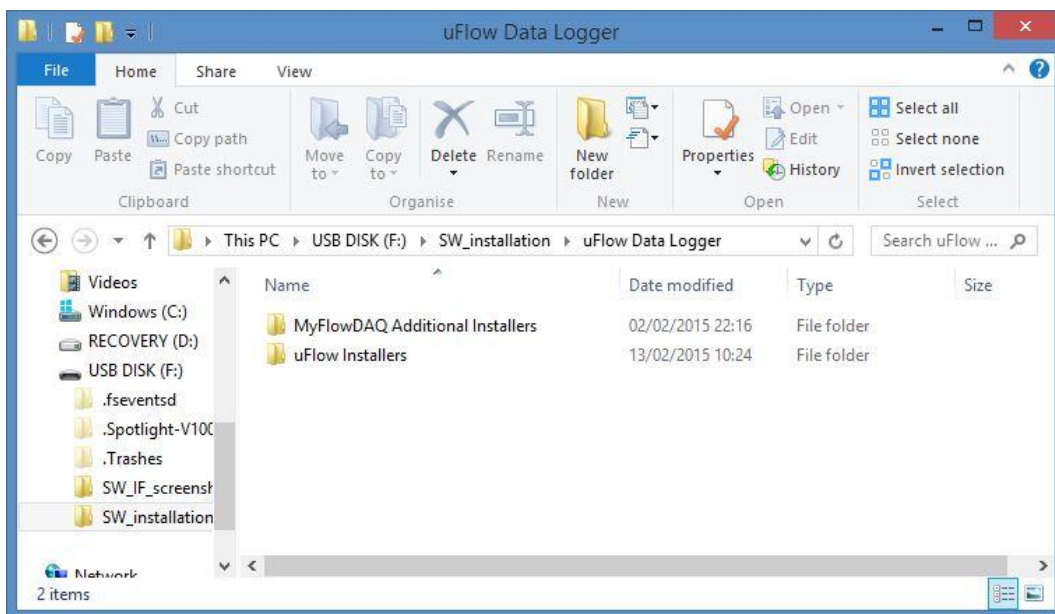 uFlow Data Logger
File Home Share View
Copy
Paste
Cut
Copy path
Paste shortcut
Clipboard
Move to
Copy to
Delete
Rename
Organise
New folder
New
Properties
Open
Edit
History
Open
Select all
Select none
Invert selection
Select
This PC USB DISK (F:) SW_installation uFlow Data Logger
Search uFlow ...
Videos
Windows (C:)
RECOVERY (D:)
USB DISK (F:)
.fseventsd
.Spotlight-V100
.Trashes
SW_IF_screensh
SW_installation
Network
Name Date modified Type Size
MyFlowDAQ Additional Installers 02/02/2015 22:16 File folder
uFlow Installers 13/02/2015 10:24 File folder
2 items